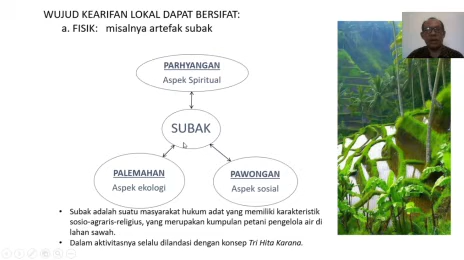 WUJUD KEARIFAN LOKAL DAPAT BERSIFAT:
a. FISIK: misalnya artefak subak
PARHYANGAN
Aspek Spiritual
SUBAK
PALEMAHAN
Aspek ekologi
PAWONGAN
Aspek sosial
• Subak adalah suatu masyarakat hukum adat yang memiliki karakteristik
sosio-agraris-religius, yang merupakan kumpulan petani pengelola air di
lahan sawah.
• Dalam aktivitasnya selalu dilandasi dengan konsep Tri Hita Karana.